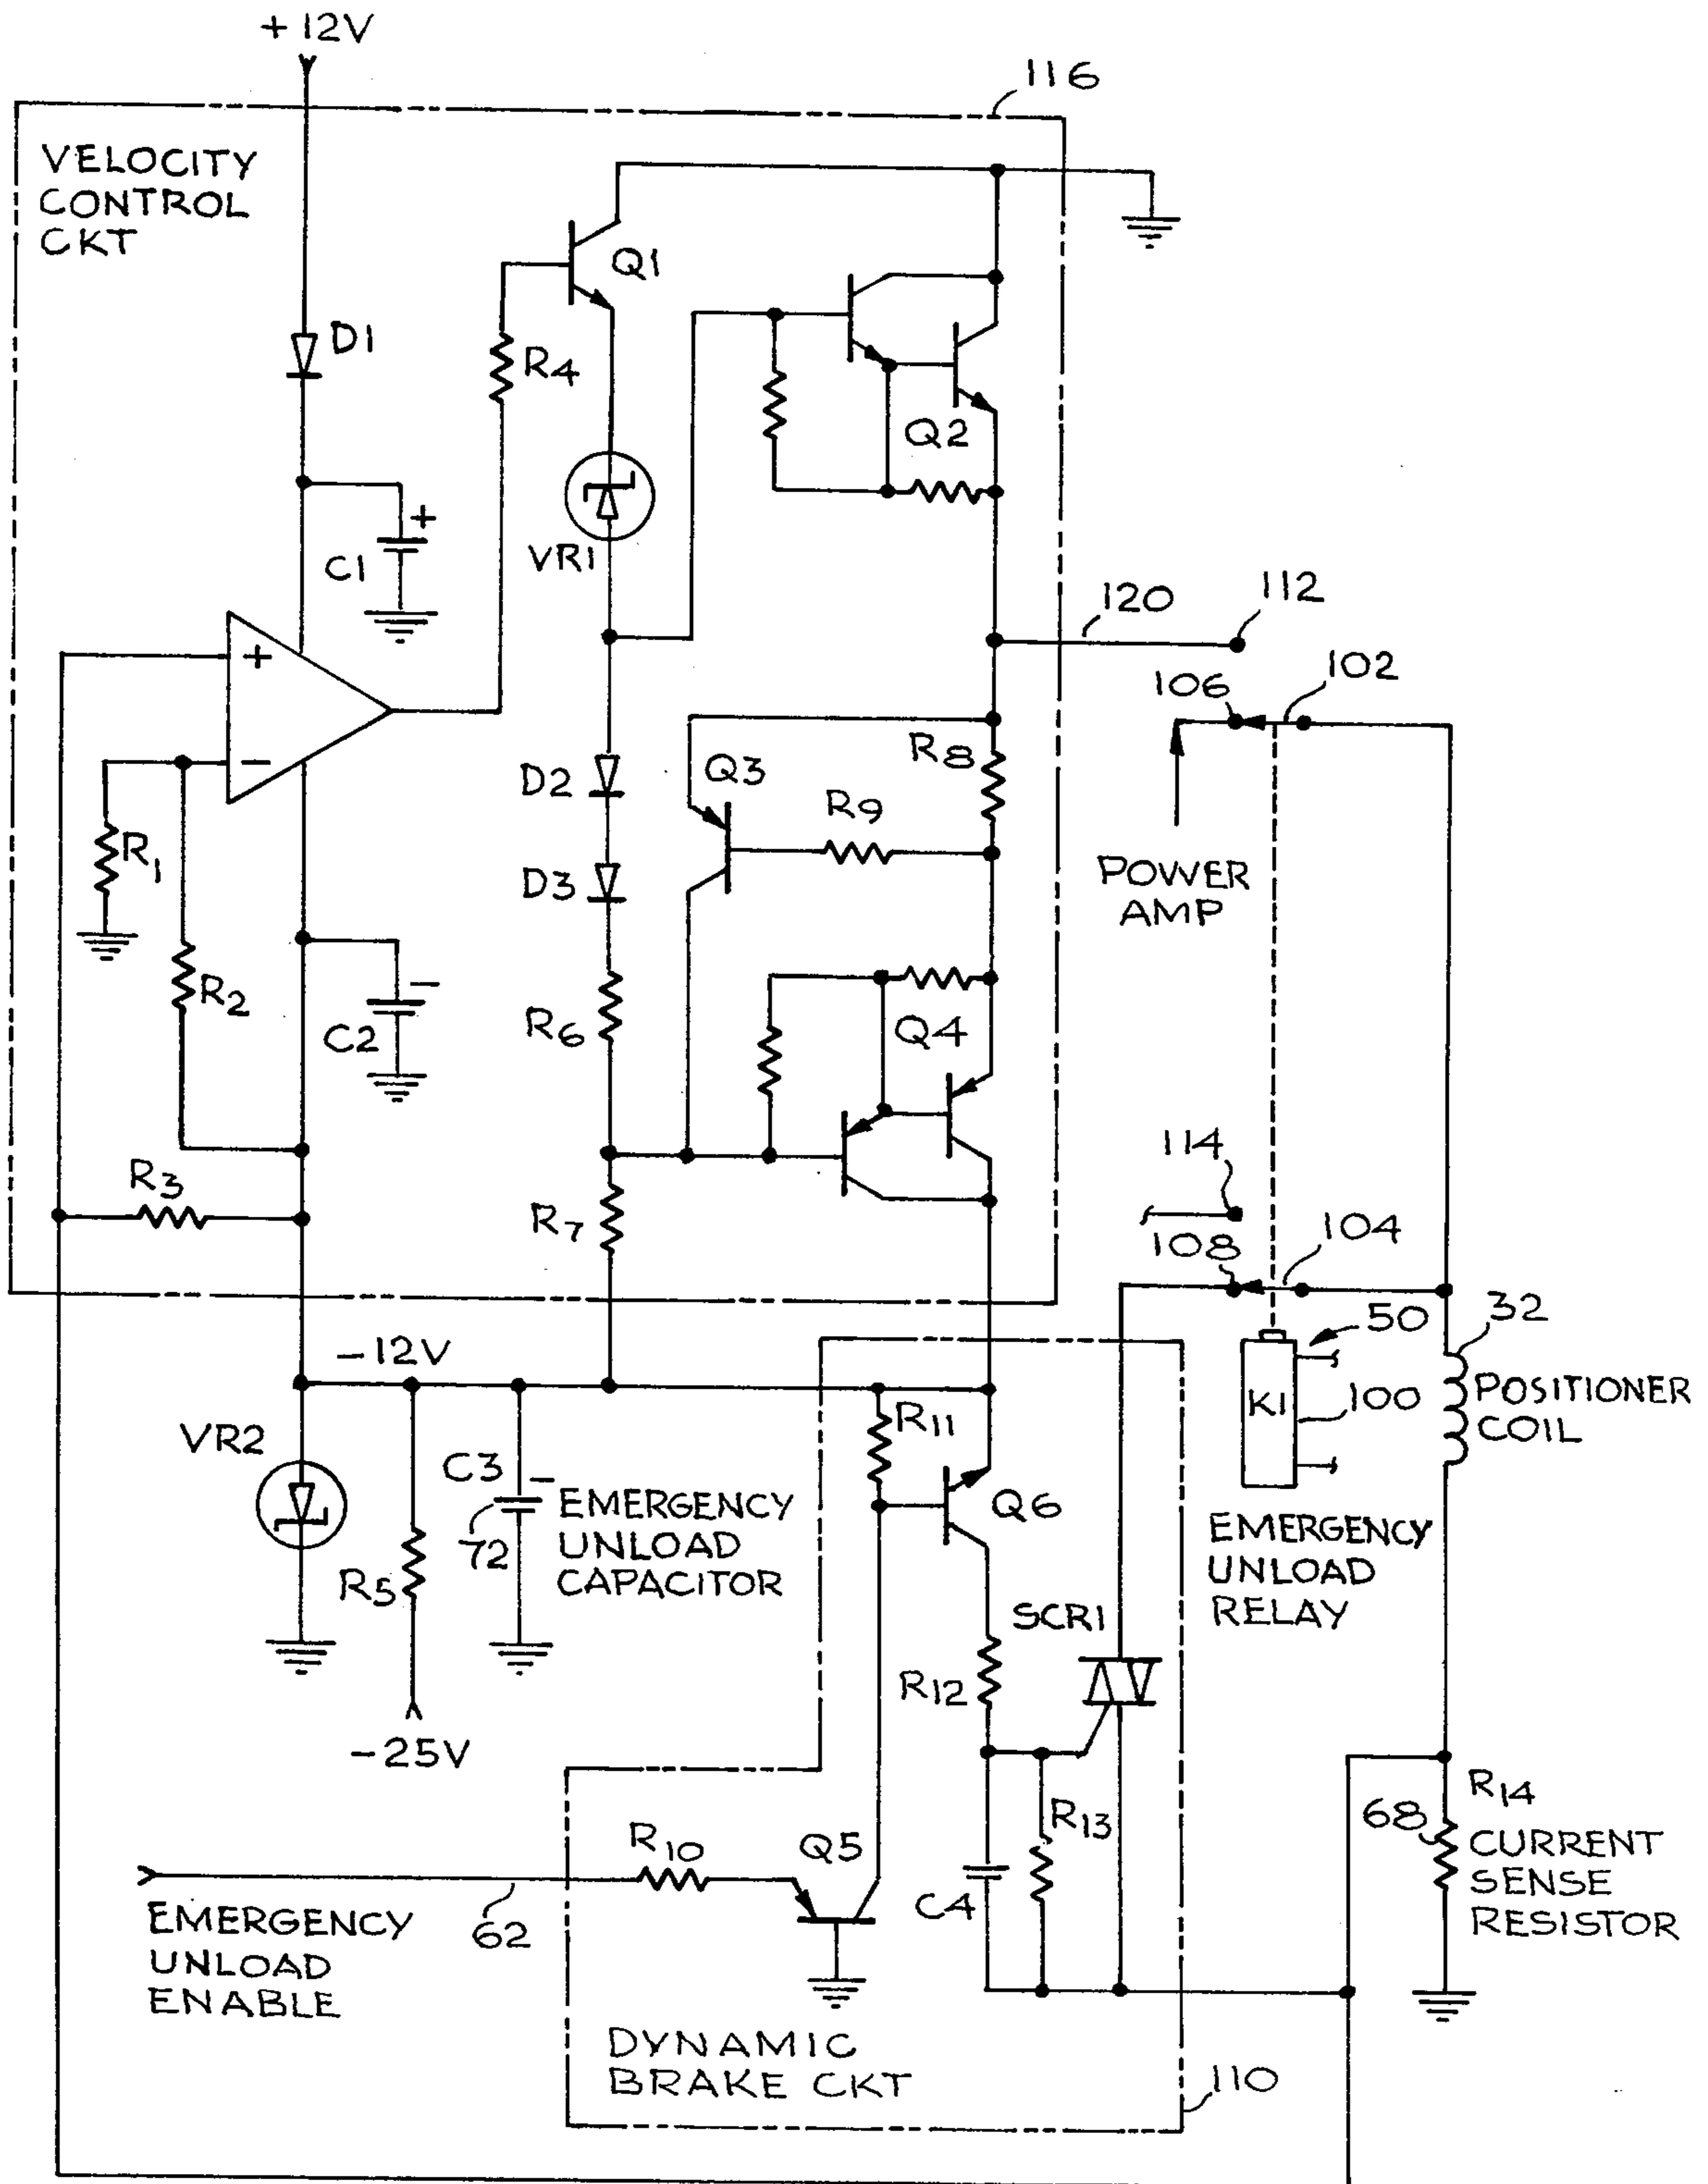 +12V
116
VELOCITY
CONTROL
CKT
Q1
D1
R4
Q2
C1
+
VR1
120
112
+
106
102
R8
−
D2
Q3
R9
R1
D3
POWER
AMP
R2
−
C2
R6
Q4
114
R3
R7
108
104
50
32
−12V
K1
100
POSITIONER
COIL
R11
VR2
C3
−
72
EMERGENCY
UNLOAD
CAPACITOR
Q6
EMERGENCY
UNLOAD
RELAY
R5
SCR1
R12
−25V
R14
68
CURRENT
SENSE
RESISTOR
R13
R10
Q5
C4
62
EMERGENCY
UNLOAD
ENABLE
DYNAMIC
BRAKE CKT
110